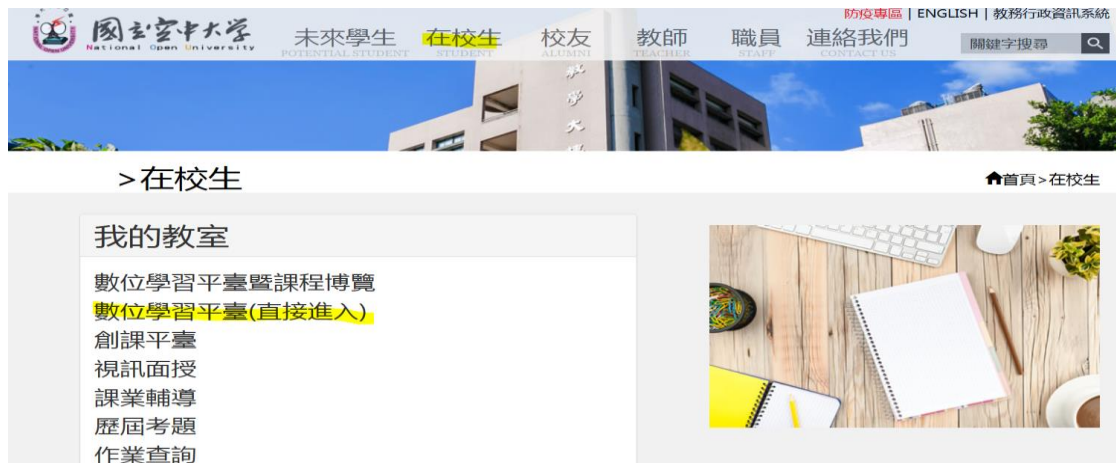 防疫專區 | ENGLISH | 教務行政資訊系統
國立空中大學
National Open University
未來學生 在校生 校友 教師 職員 連絡我們
POTENTIAL STUDENT STUDENT ALUMNI TEACHER STAFF CONTACT US
關鍵字搜尋
教學大樓
>在校生
首頁>在校生
我的教室
數位學習平臺暨課程博覽
數位學習平臺(直接進入)
創課平臺
視訊面授
課業輔導
歷屆考題
作業查詢